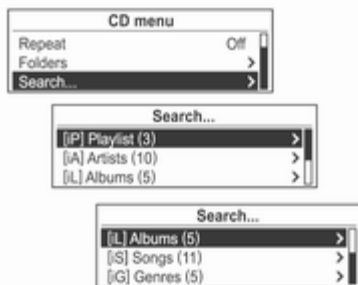 CD menu
Repeat Off
Folders >
Search... >
Search...
[iP] Playlist (3) >
[iA] Artists (10) >
[iL] Albums (5) >
Search...
[iL] Albums (5) >
[iS] Songs (11) >
[iG] Genres (5) >